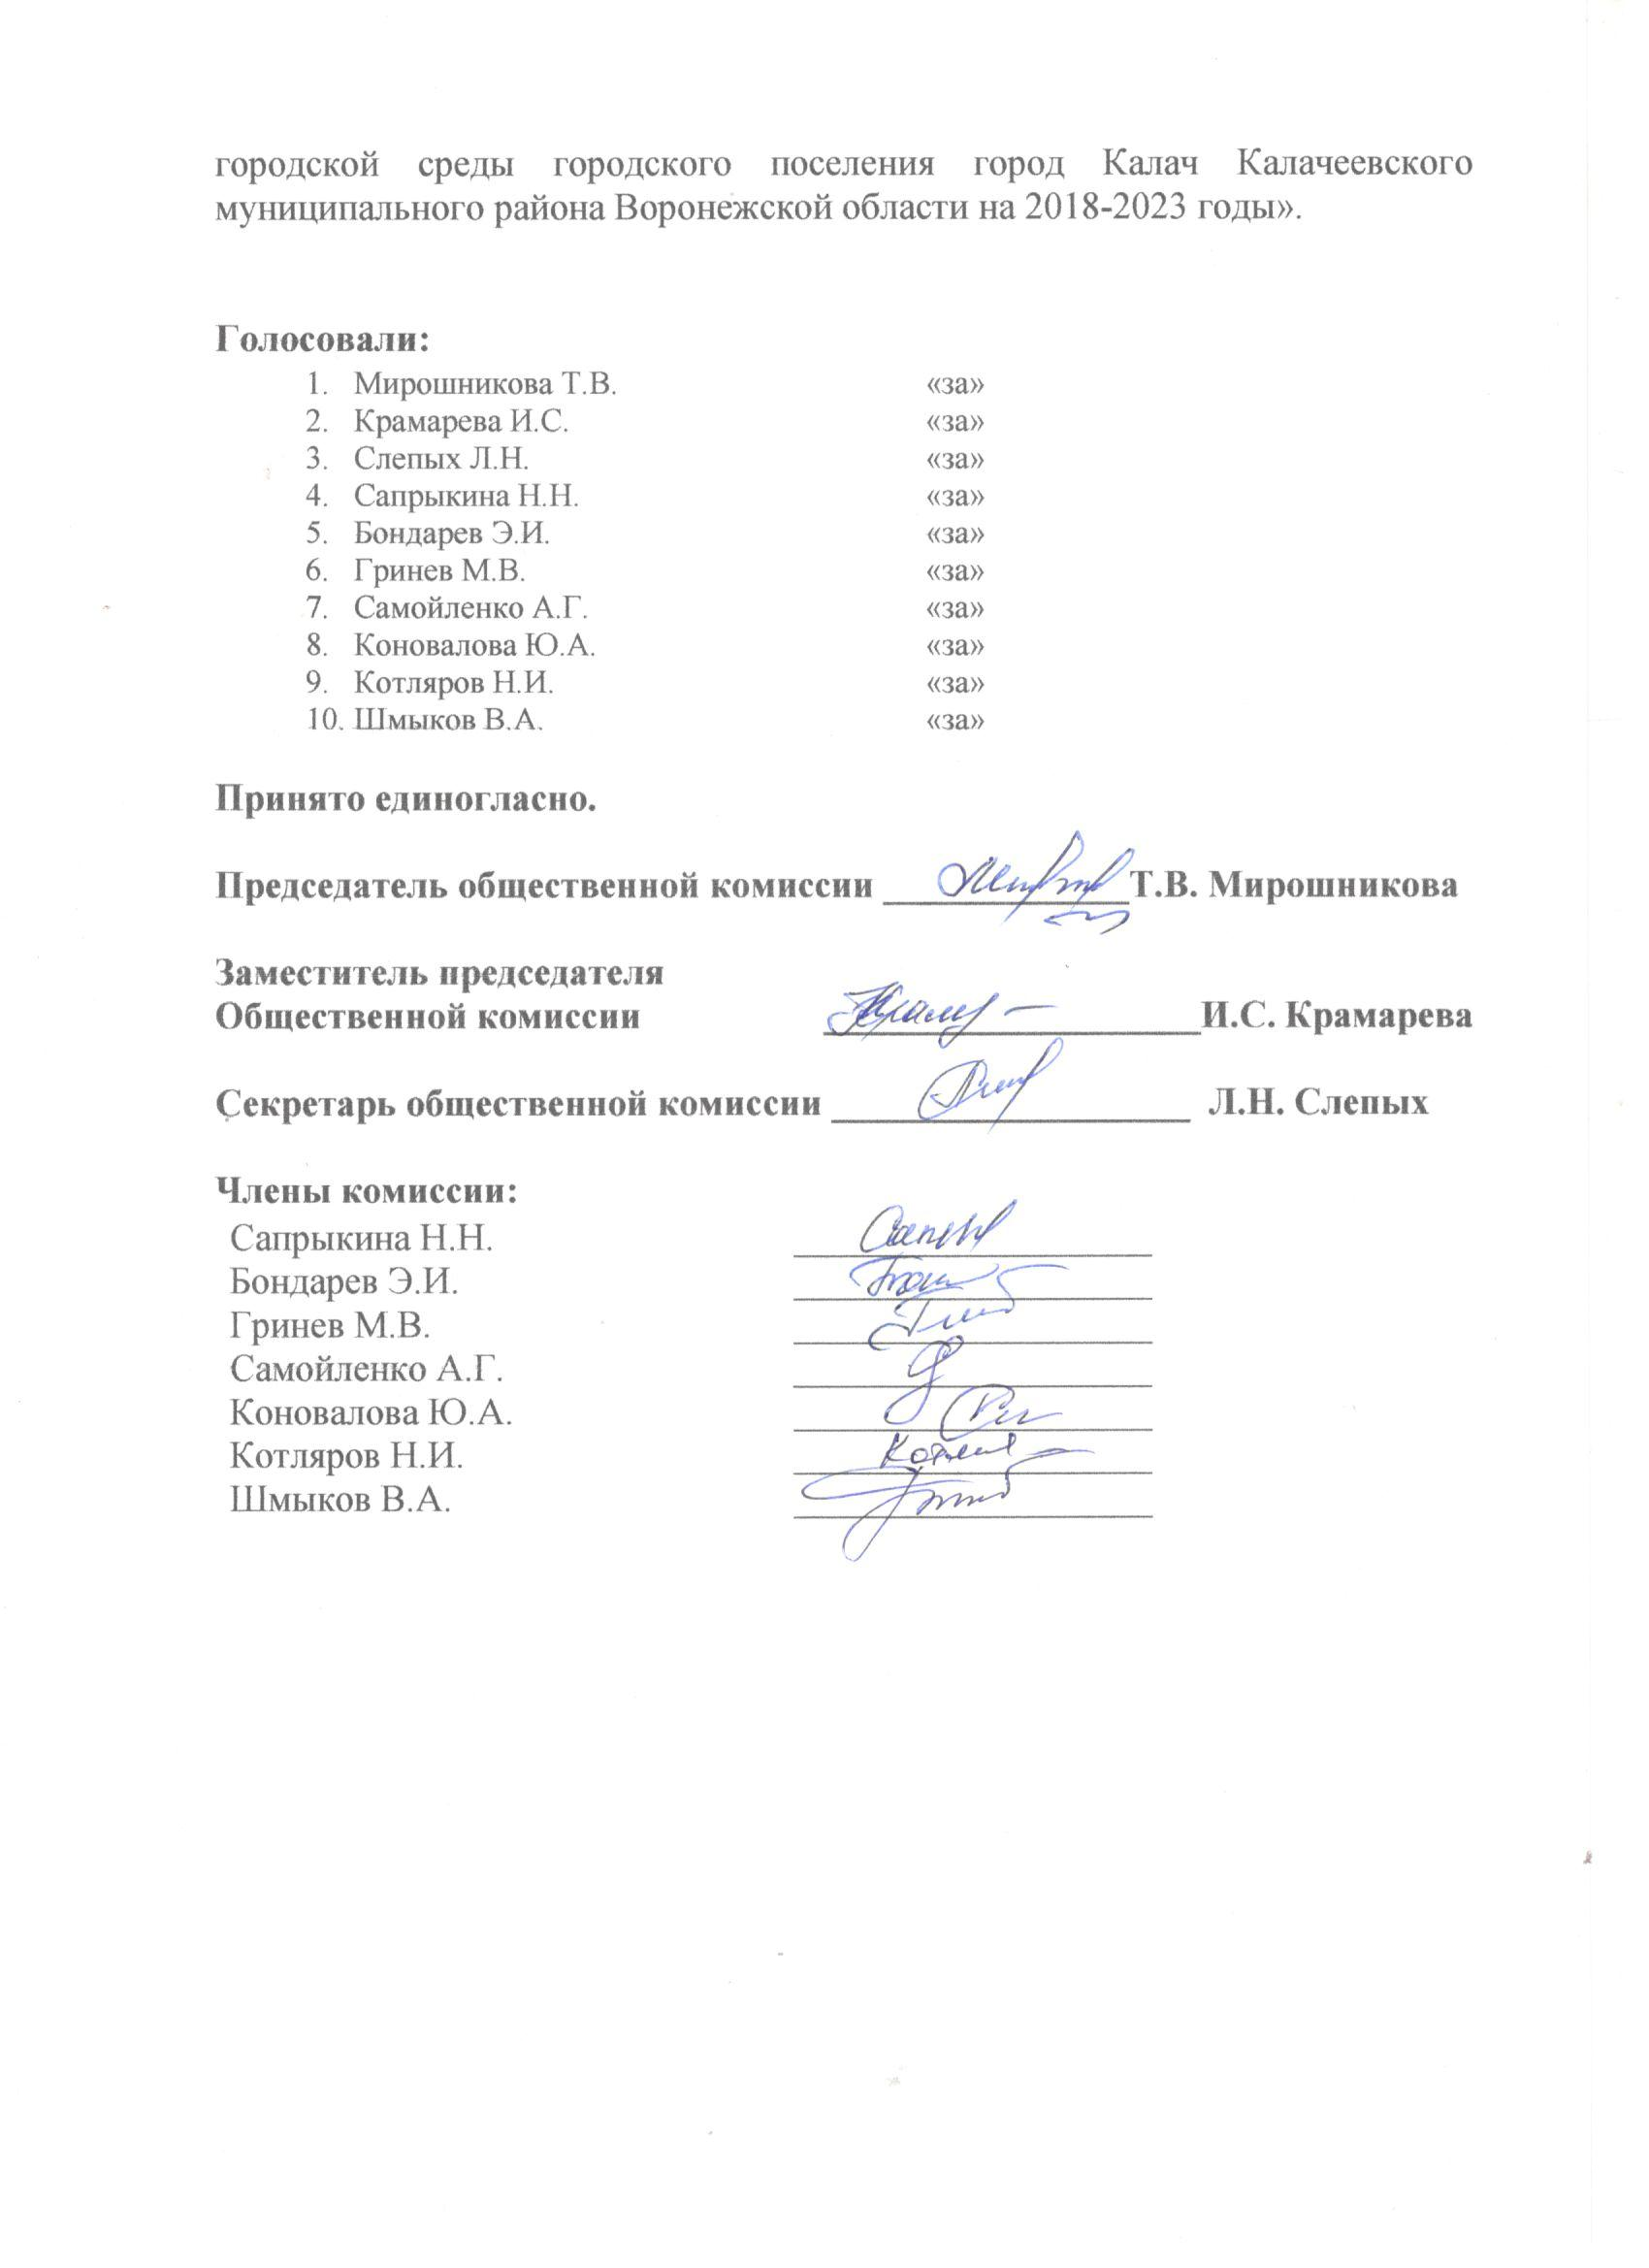 городской среды городского поселения город Калач Калачеевского
муниципального района Воронежской области на 2018-2023 годы».
Голосовали:
1. Мирошникова Т.В. «за»
2. Крамарева И.С. «за»
3. Слепых Л.Н. «за»
4. Сапрыкина Н.Н. «за»
5. Бондарев Э.И. «за»
6. Гринев М.В. «за»
7. Самойленко А.Г. «за»
8. Коновалова Ю.А. «за»
9. Котляров Н.И. «за»
10. Шмыков В.А. «за»
Принято единогласно.
Председатель общественной комиссии Т.В. Мирошникова
Заместитель председателя
Общественной комиссии И.С. Крамарева
Секретарь общественной комиссии Л.Н. Слепых
Члены комиссии:
Сапрыкина Н.Н.
Бондарев Э.И.
Гринев М.В.
Самойленко А.Г.
Коновалова Ю.А.
Котляров Н.И.
Шмыков В.А.